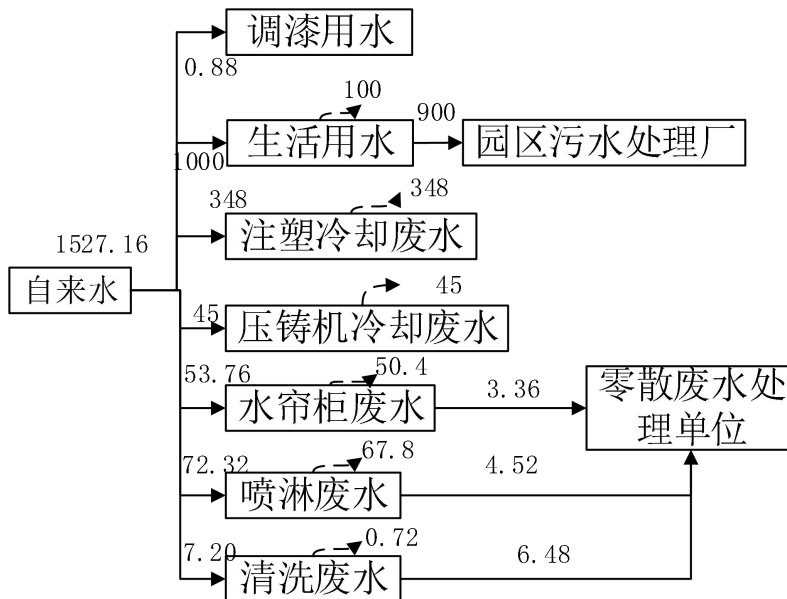 调漆用水
0.88
100
900
生活用水
园区污水处理厂
1000
348
348
注塑冷却废水
1527.16
自来水
45
45
压铸机冷却废水
53.76
50.4
3.36
水帘柜废水
零散废水处
理单位
72.32
67.8
4.52
喷淋废水
7.20
0.72
6.48
清洗废水